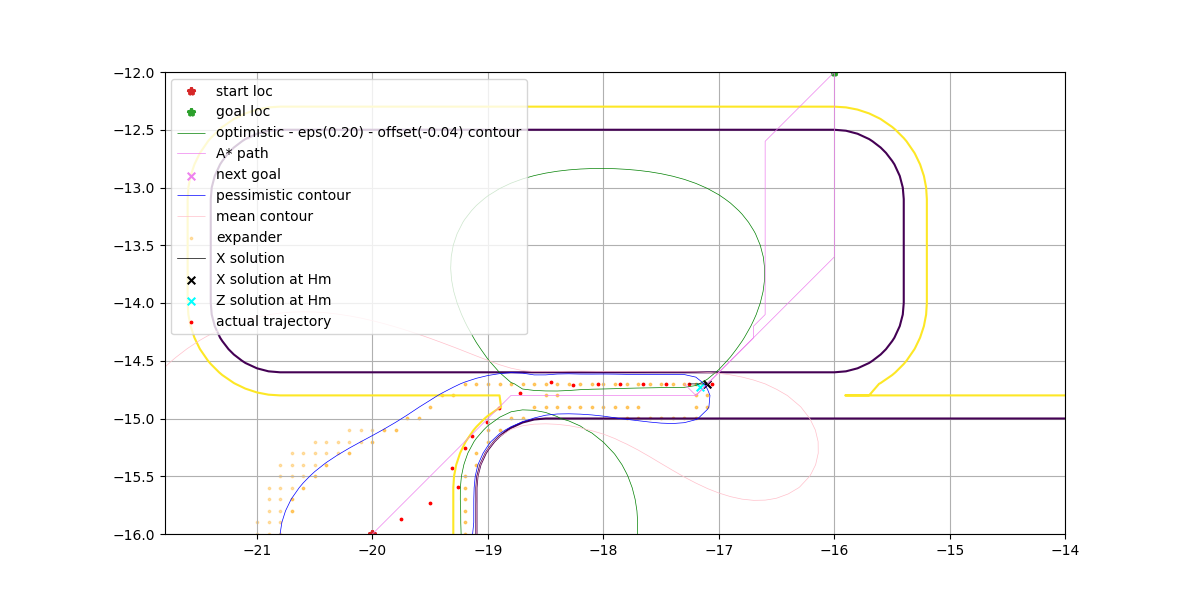 −12.0
start loc
goal loc
optimistic - eps(0.20) - offset(-0.04) contour
−12.5
A* path
next goal
−13.0
pessimistic contour
mean contour
expander
−13.5
X solution
X solution at Hm
Z solution at Hm
−14.0
actual trajectory
−14.5
−15.0
−15.5
−16.0
−21 −20 −19 −18 −17 −16 −15 −14